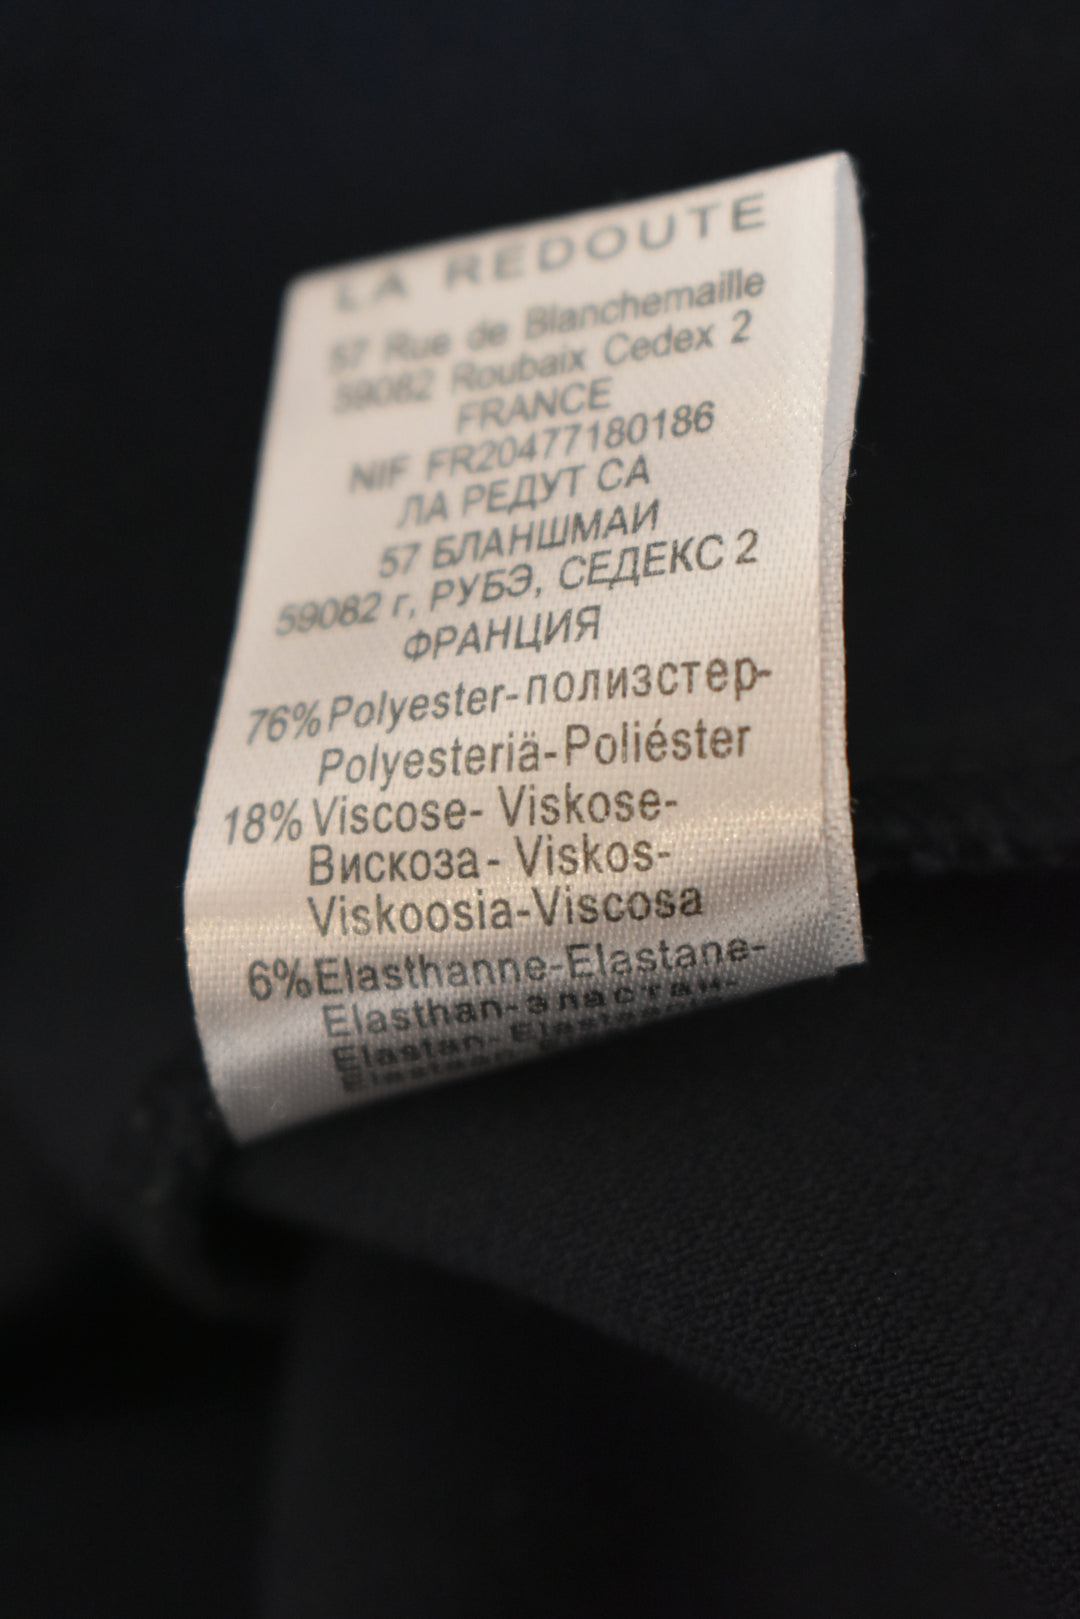 LA REDOUTE
57 Rue de Blanchemaille
59082 Roubaix Cedex 2
FRANCE
NIF FR20477180186
ЛА РЕДУТ СА
57 БЛАНШМАИ
59082 г, РУБЭ, СЕДЕКС 2
ФРАНЦИЯ
76% Polyester-полизстер-
Polyesteriä-Poliéster
18% Viscose- Viskose-
Вискоза- Viskos-
Viskoosia-Viscosa
6% Elasthanne-Elastane-
Elasthan-эластан-
Elastan-